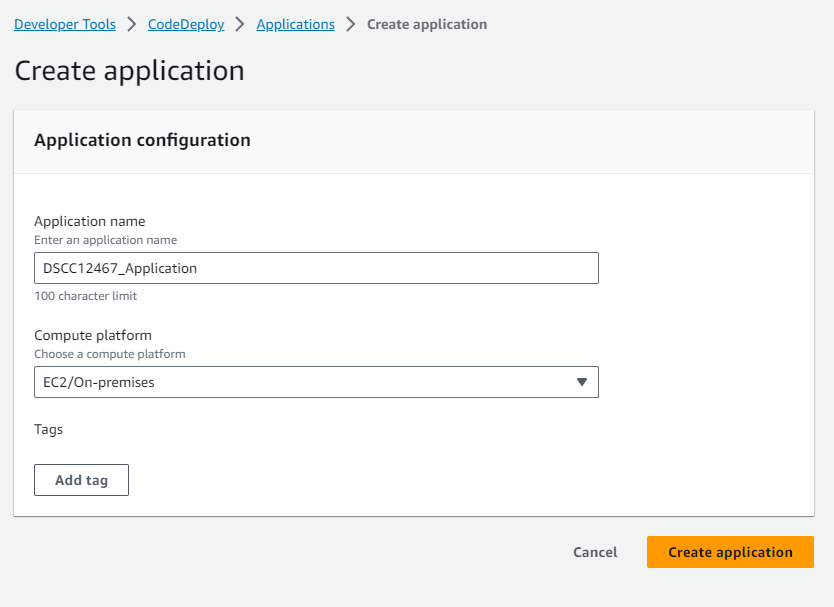 Developer Tools > CodeDeploy > Applications > Create application
Create application
Application configuration
Application name
Enter an application name
DSCC12467_Application
100 character limit
Compute platform
Choose a compute platform
EC2/On-premises
Tags
Add tag
Cancel Create application